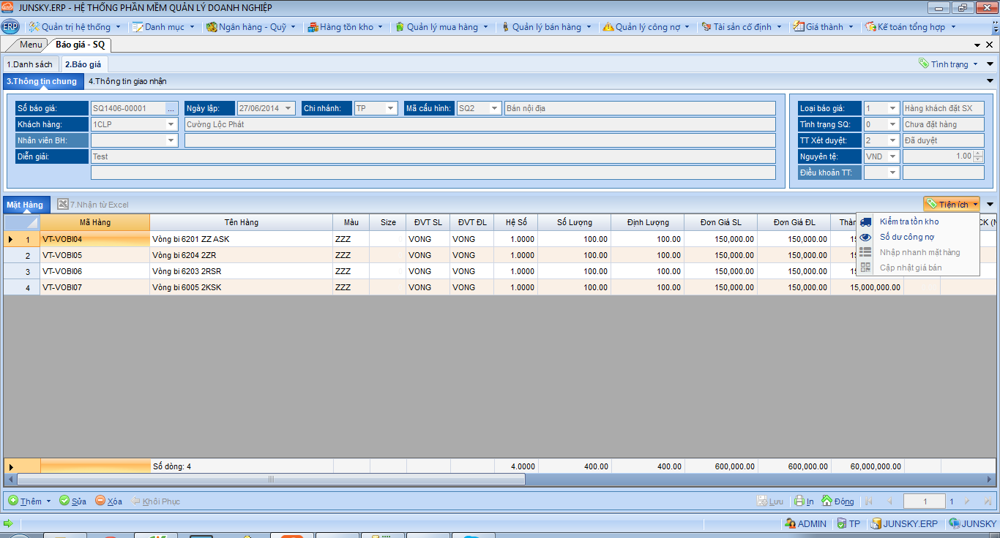 JUNSKY.ERP - HỆ THỐNG PHẦN MỀM QUẢN LÝ DOANH NGHIỆP
ERP Quản trị hệ thống Danh mục Ngân hàng - Quỹ Hàng tồn kho Quản lý mua hàng Quản lý bán hàng Quản lý công nợ Tài sản cố định Giá thành Kế toán tổng hợp
Menu Báo giá - SQ
1.Danh sách 2.Báo giá Tình trạng
3.Thông tin chung 4.Thông tin giao nhận
Số báo giá: SQ1406-00001 ... Ngày lập: 27/06/2014 Chi nhánh: TP Mã cấu hình: SQ2 Bán nội địa Loại báo giá: 1 Hàng khách đặt SX
Khách hàng: 1CLP Cường Lộc Phát Tình trạng SQ: 0 Chưa đặt hàng
Nhân viên BH: TT Xét duyệt: 2 Đã duyệt
Diễn giải: Test Nguyên tệ: VND 1.00
Điều khoản TT:
Mặt Hàng 7.Nhận từ Excel Tiện ích
Mã Hàng Tên Hàng Màu Size ĐVT SL ĐVT ĐL Hệ Số Số Lượng Định Lượng Đơn Giá SL Đơn Giá ĐL Thàn Kiểm tra tồn kho CK (N
1 VT-VOBI04 Vòng bi 6201 ZZ ASK ZZZ VONG VONG 1.0000 100.00 100.00 150,000.00 150,000.00 15 Số dư công nợ
2 VT-VOBI05 Vòng bi 6204 2ZR ZZZ VONG VONG 1.0000 100.00 100.00 150,000.00 150,000.00 15 Nhập nhanh mặt hàng
3 VT-VOBI06 Vòng bi 6203 2RSR ZZZ VONG VONG 1.0000 100.00 100.00 150,000.00 150,000.00 15 Cập nhật giá bán
4 VT-VOBI07 Vòng bi 6005 2KSK ZZZ VONG VONG 1.0000 100.00 100.00 150,000.00 150,000.00 15,000,000.00
Số dòng: 4 4.0000 400.00 400.00 600,000.00 600,000.00 60,000,000.00
Thêm Sửa Xóa Khôi Phục Lưu In Đóng 1 1
ADMIN TP JUNSKY.ERP JUNSKY